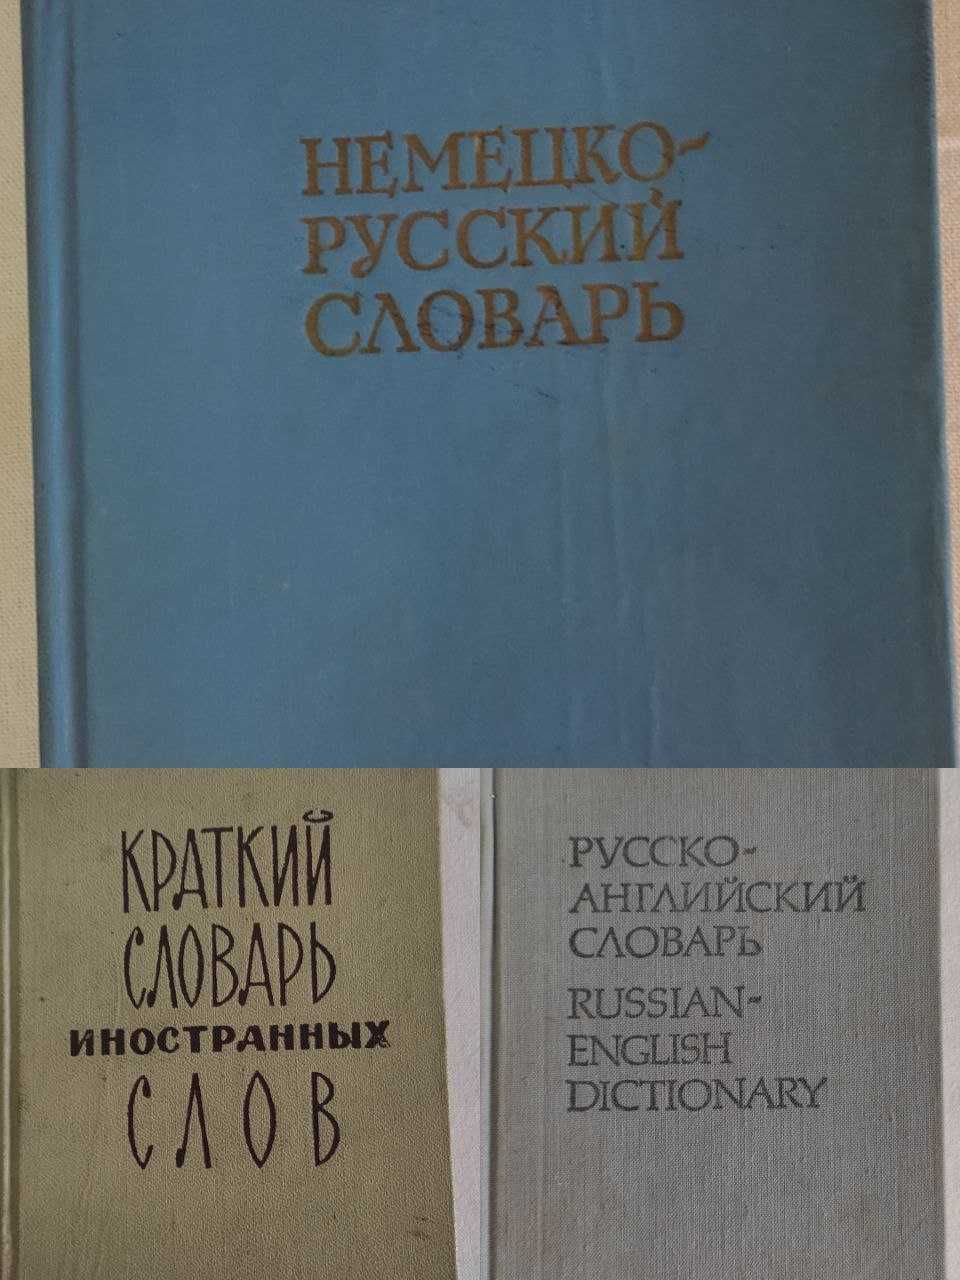 НЕМЕЦКО-
РУССКИЙ
СЛОВАРЬ
КРАТКИЙ
СЛОВАРЬ
ИНОСТРАННЫХ
СЛОВ
РУССКО-
АНГЛИЙСКИЙ
СЛОВАРЬ
RUSSIAN-
ENGLISH
DICTIONARY